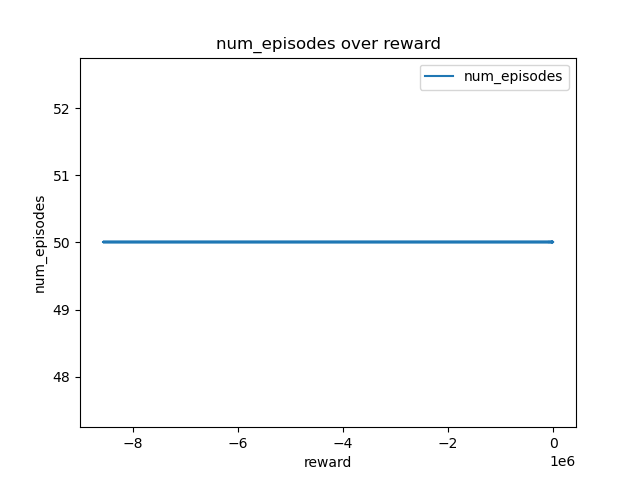 num_episodes over reward
num_episodes
52
51
50
49
48
num_episodes
−8
−6
−4
−2
0
1e6
reward